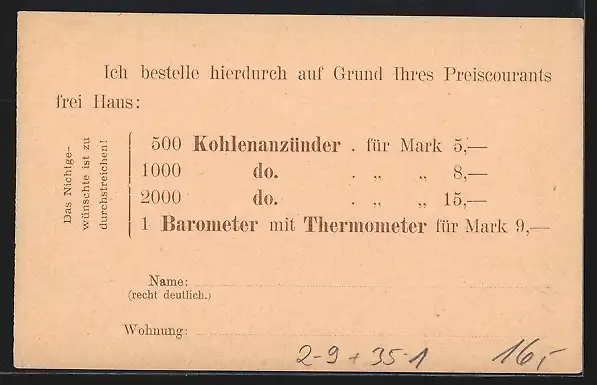 Ich bestelle hierdurch auf Grund Ihres Preiscourants
frei Haus:
Das Nichtge-
wünschte ist zu
durchstreichen!
500 Kohlenanzünder . für Mark 5,—
1000 do. . „ „ 8,—
2000 do. . „ „ 15,—
1 Barometer mit Thermometer für Mark 9,—
Name:
(recht deutlich.)
Wohnung:
2-9 + 35-1 16,-